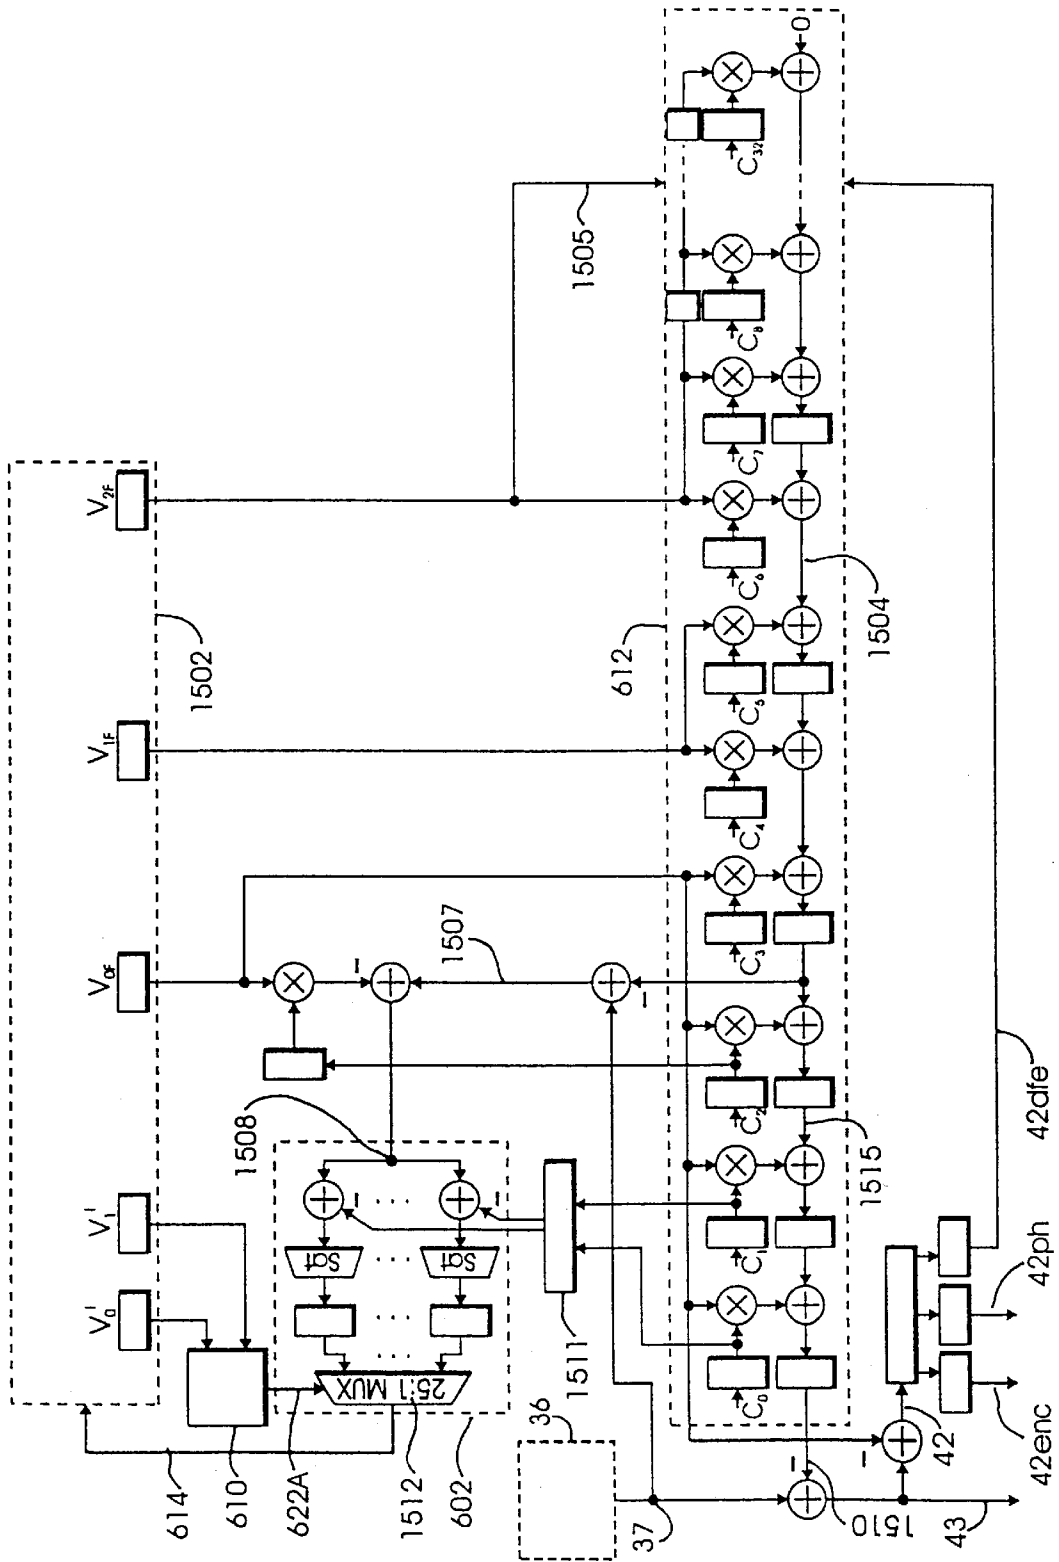 V₀' V₁' V₀F V₁F V₂F
614
610
622A
1512
602
25:1 MUX
Sat
Sat
1508
1502
1507
1505
1511
36
37
612
C₀
C₁
C₂
C₃
C₄
C₅
C₆
C₇
C₈
C₃₂
0
1504
1515
1510
43
42
42enc
42ph
42dfe